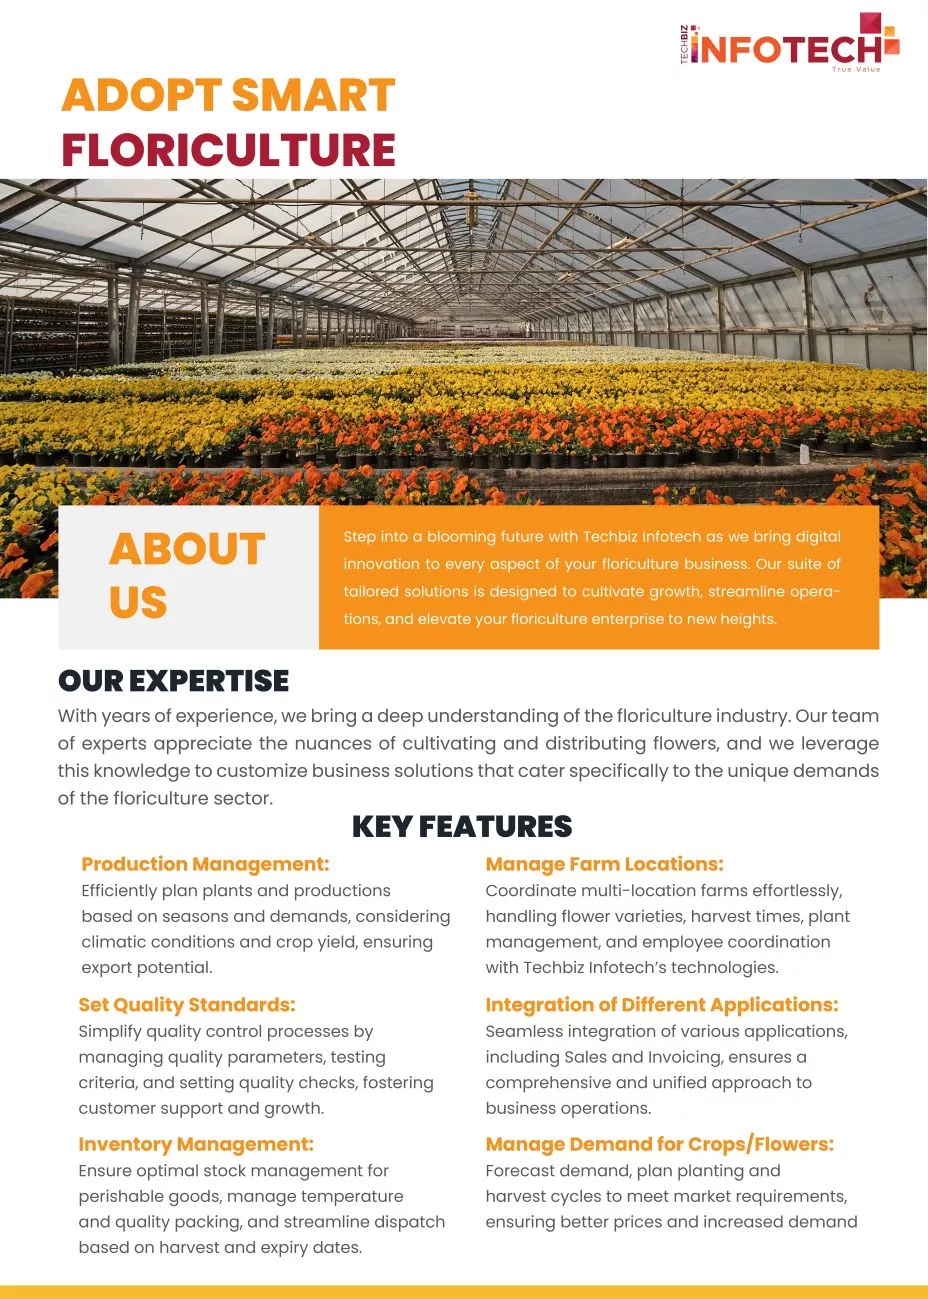 TECHBIZ
INFOTECH
True Value
ADOPT SMART
FLORICULTURE
ABOUT
US
Step into a blooming future with Techbiz Infotech as we bring digital
innovation to every aspect of your floriculture business. Our suite of
tailored solutions is designed to cultivate growth, streamline opera-
tions, and elevate your floriculture enterprise to new heights.
OUR EXPERTISE
With years of experience, we bring a deep understanding of the floriculture industry. Our team
of experts appreciate the nuances of cultivating and distributing flowers, and we leverage
this knowledge to customize business solutions that cater specifically to the unique demands
of the floriculture sector.
KEY FEATURES
Production Management:
Efficiently plan plants and productions
based on seasons and demands, considering
climatic conditions and crop yield, ensuring
export potential.
Manage Farm Locations:
Coordinate multi-location farms effortlessly,
handling flower varieties, harvest times, plant
management, and employee coordination
with Techbiz Infotech's technologies.
Set Quality Standards:
Simplify quality control processes by
managing quality parameters, testing
criteria, and setting quality checks, fostering
customer support and growth.
Integration of Different Applications:
Seamless integration of various applications,
including Sales and Invoicing, ensures a
comprehensive and unified approach to
business operations.
Inventory Management:
Ensure optimal stock management for
perishable goods, manage temperature
and quality packing, and streamline dispatch
based on harvest and expiry dates.
Manage Demand for Crops/Flowers:
Forecast demand, plan planting and
harvest cycles to meet market requirements,
ensuring better prices and increased demand